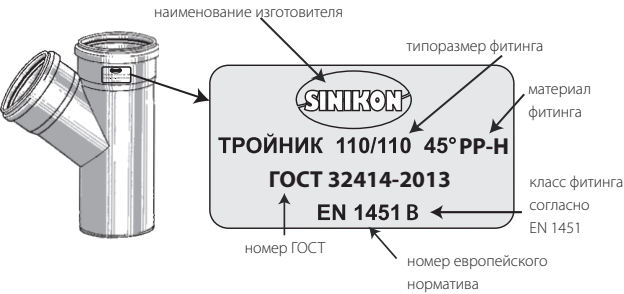 наименование изготовителя
типоразмер фитинга
материал
фитинга
SINIKON
ТРОЙНИК 110/110 45° PP-H
ГОСТ 32414-2013
EN 1451 B
класс фитинга
согласно
EN 1451
номер ГОСТ
номер европейского
норматива